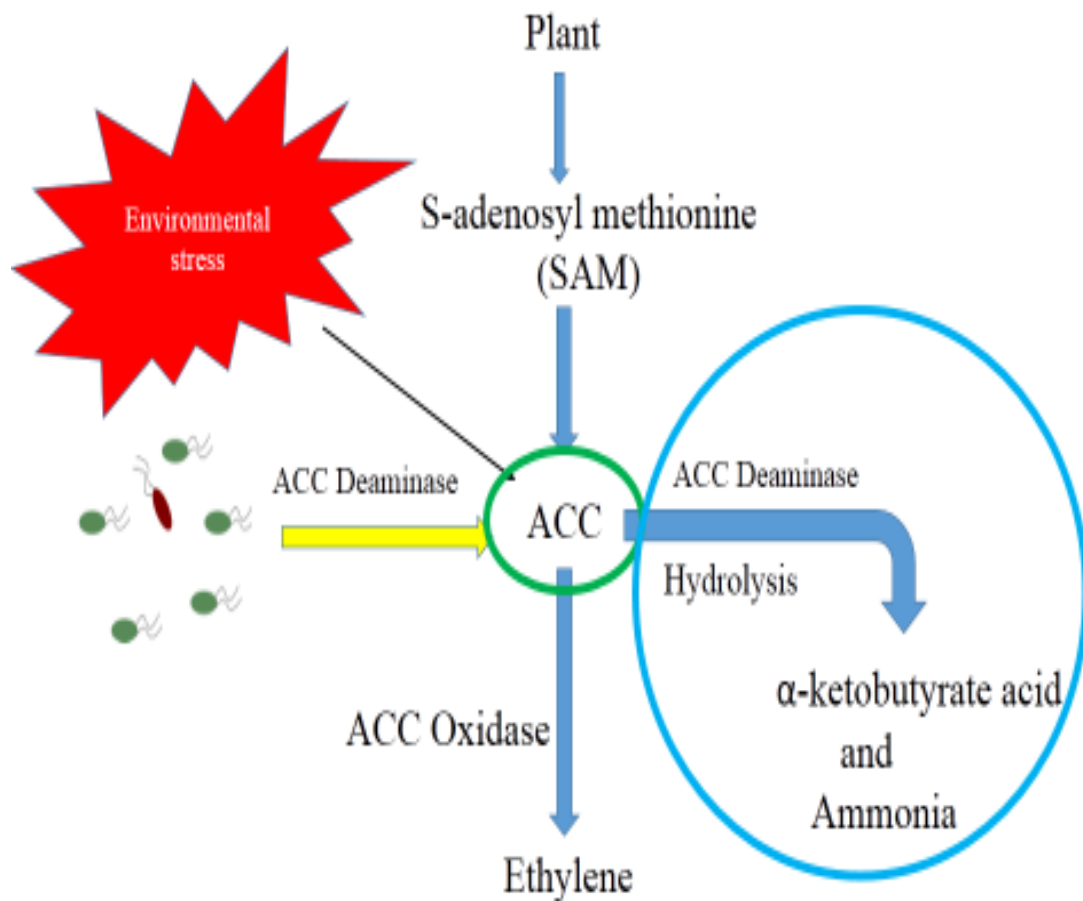 Plant
Environmental
stress
S-adenosyl methionine
(SAM)
ACC Deaminase
ACC
ACC Deaminase
Hydrolysis
α-ketobutyrate acid
and
Ammonia
ACC Oxidase
Ethylene